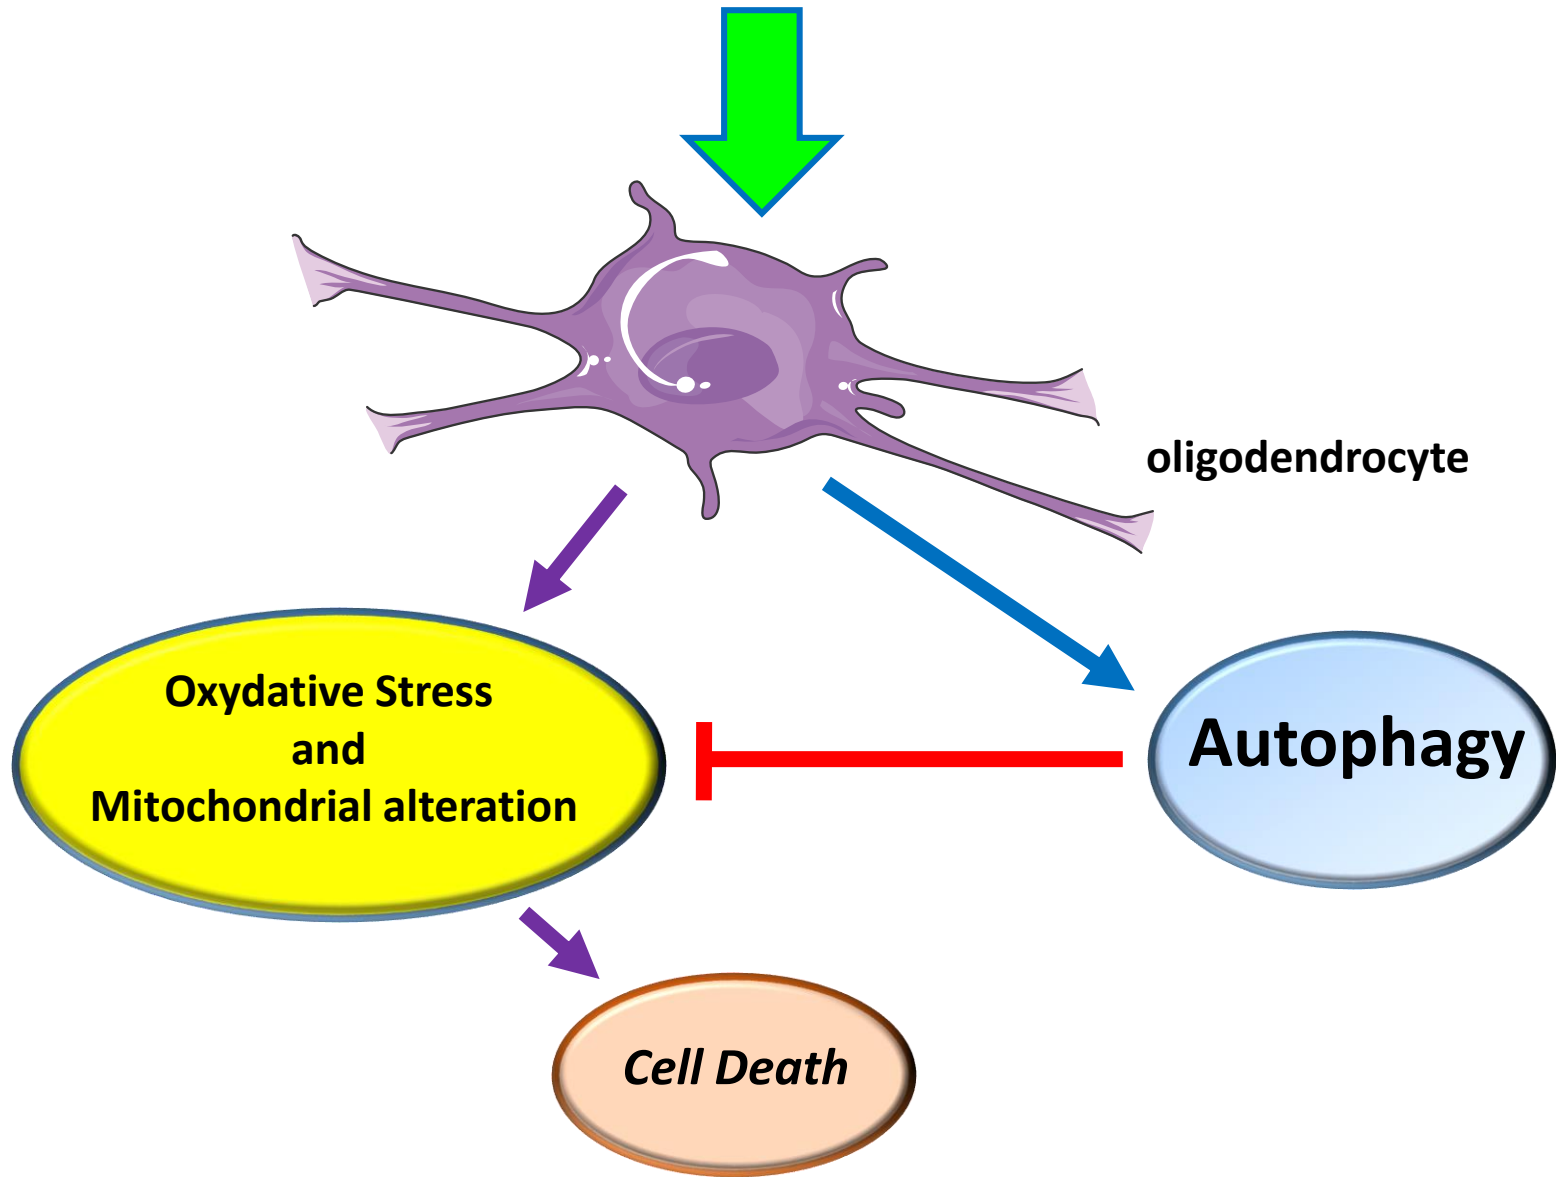 oligodendrocyte
Oxydative Stress
and
Mitochondrial alteration
Autophagy
Cell Death